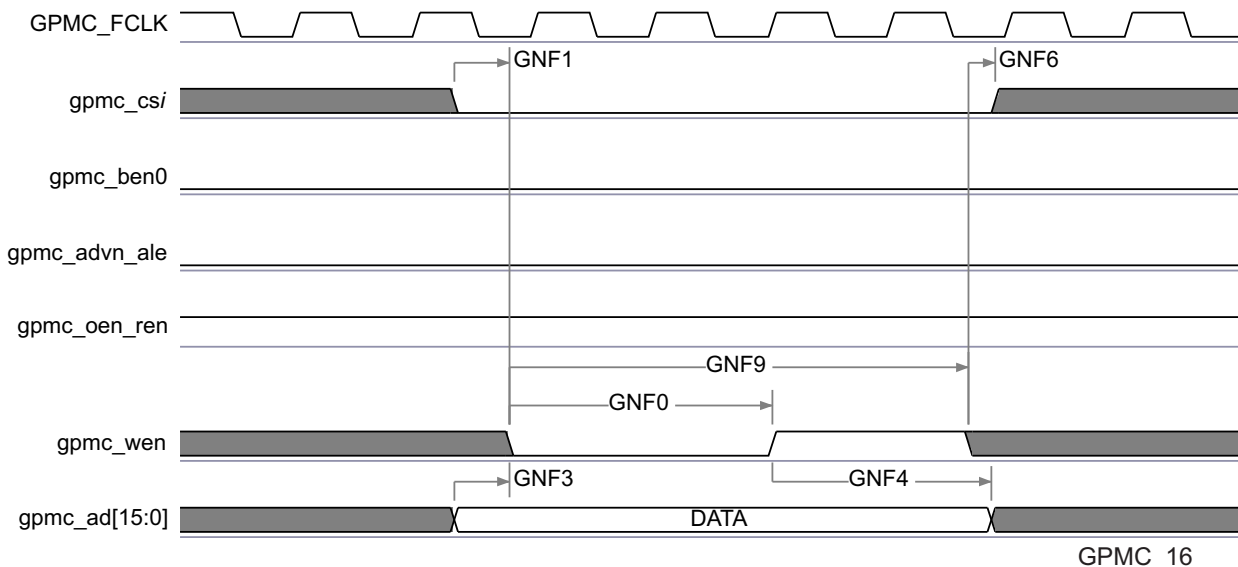 GPMC_FCLK
GNF1
GNF6
gpmc_csi
gpmc_ben0
gpmc_advn_ale
gpmc_oen_ren
GNF9
GNF0
gpmc_wen
GNF3
GNF4
gpmc_ad[15:0]
DATA
GPMC_16